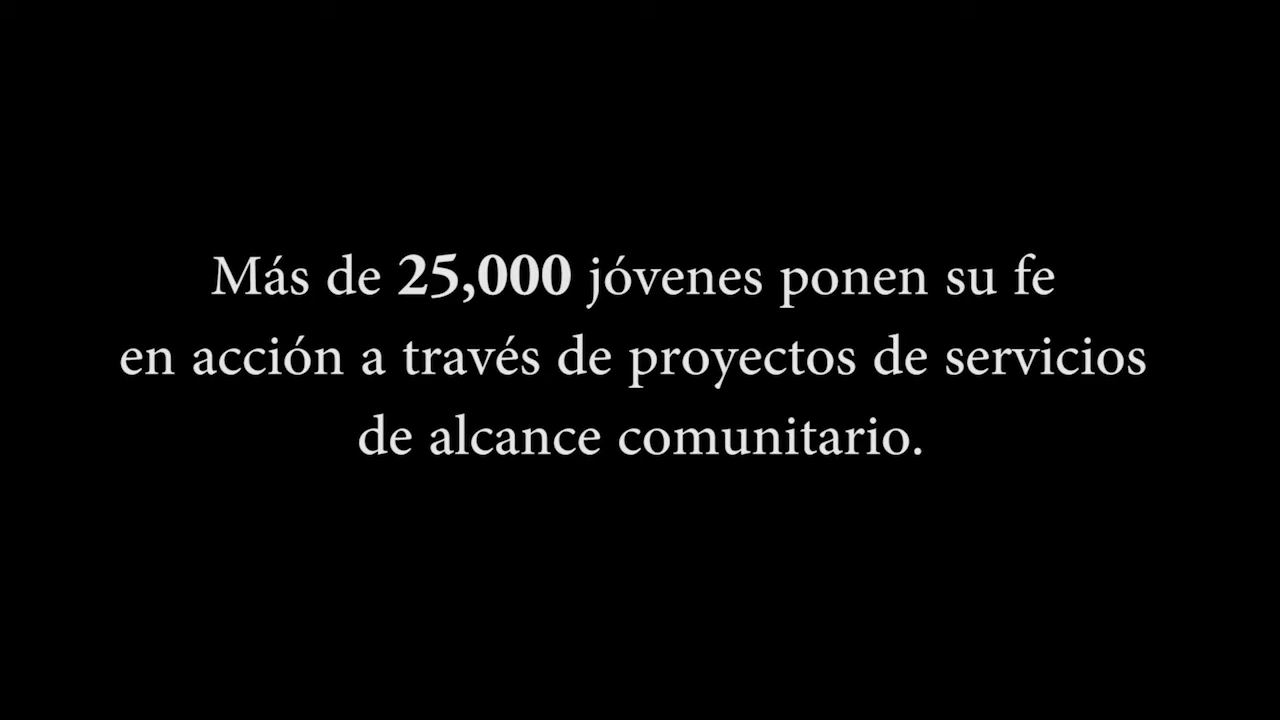 Más de 25,000 jóvenes ponen su fe
en acción a través de proyectos de servicios
de alcance comunitario.